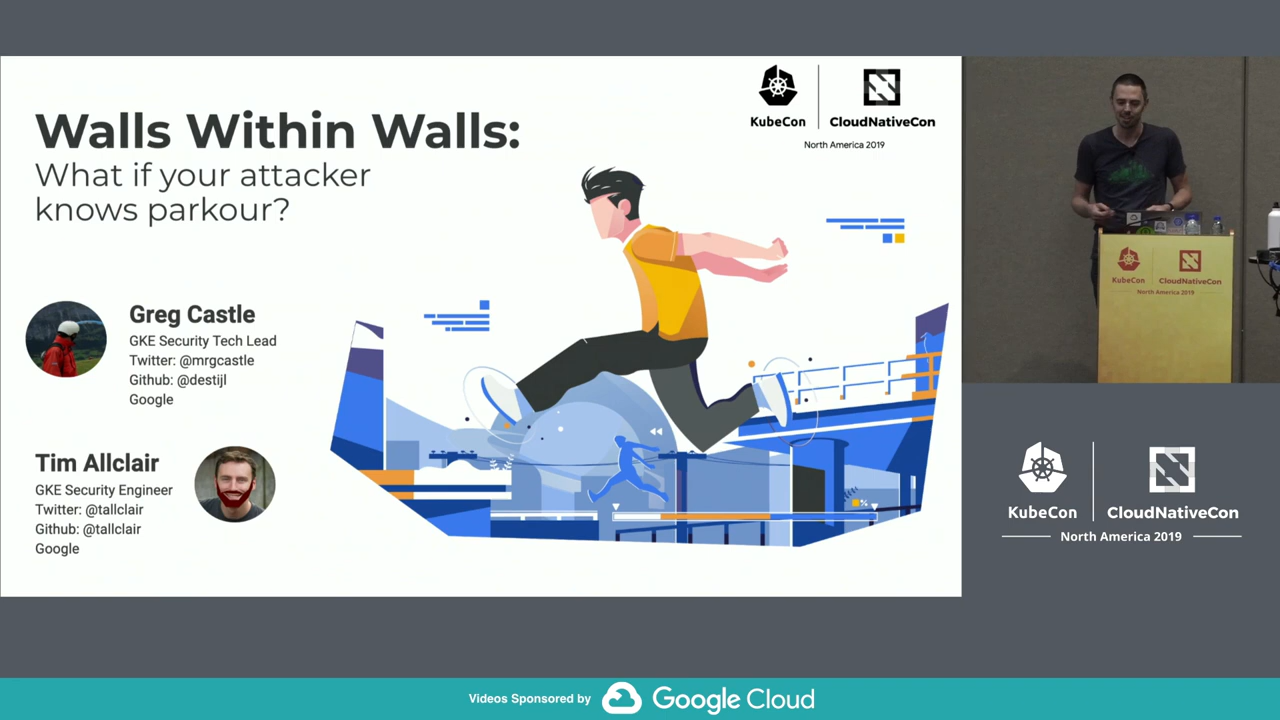 Walls Within Walls:
What if your attacker
knows parkour?
KubeCon
CloudNativeCon
North America 2019
Greg Castle
GKE Security Tech Lead
Twitter: @mrgcastle
Github: @destijl
Google
Tim Allclair
GKE Security Engineer
Twitter: @tallclair
Github: @tallclair
Google
%
KubeCon
CloudNativeCon
North America 2019
KubeCon
CloudNativeCon
North America 2019
Videos Sponsored by
Google Cloud